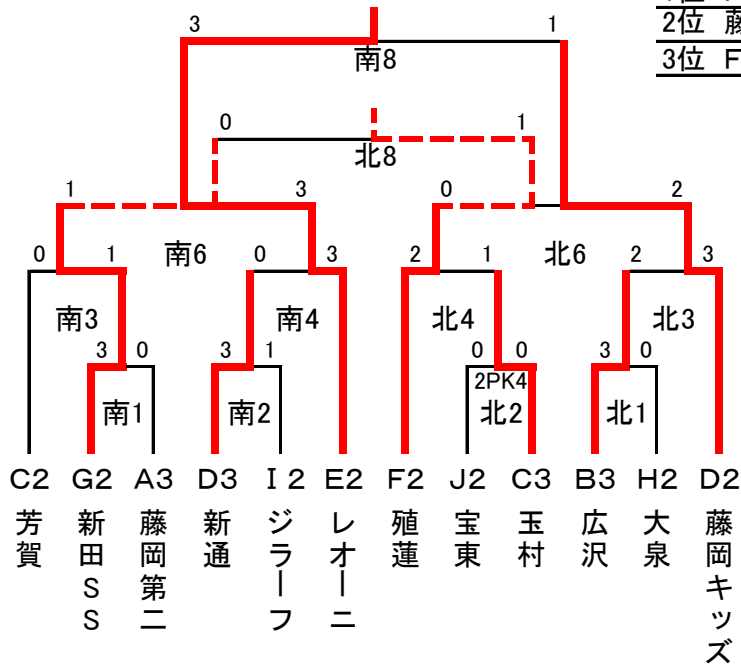 2位 藤
3位 F
3 1
南8
0 1
北8
1 3 0 2
南6 北6
0 1 0 3 2 1 2 3
南3 南4 北4 北3
3 0 3 1 0 0 3 0
2PK4
南1 南2 北2 北1
C2 G2 A3 D3 I2 E2 F2 J2 C3 B3 H2 D2
芳賀
新田SS
藤岡第二
新通
ジラーフ
レオーニ
殖蓮
宝東
玉村
広沢
大泉
藤岡キッズ